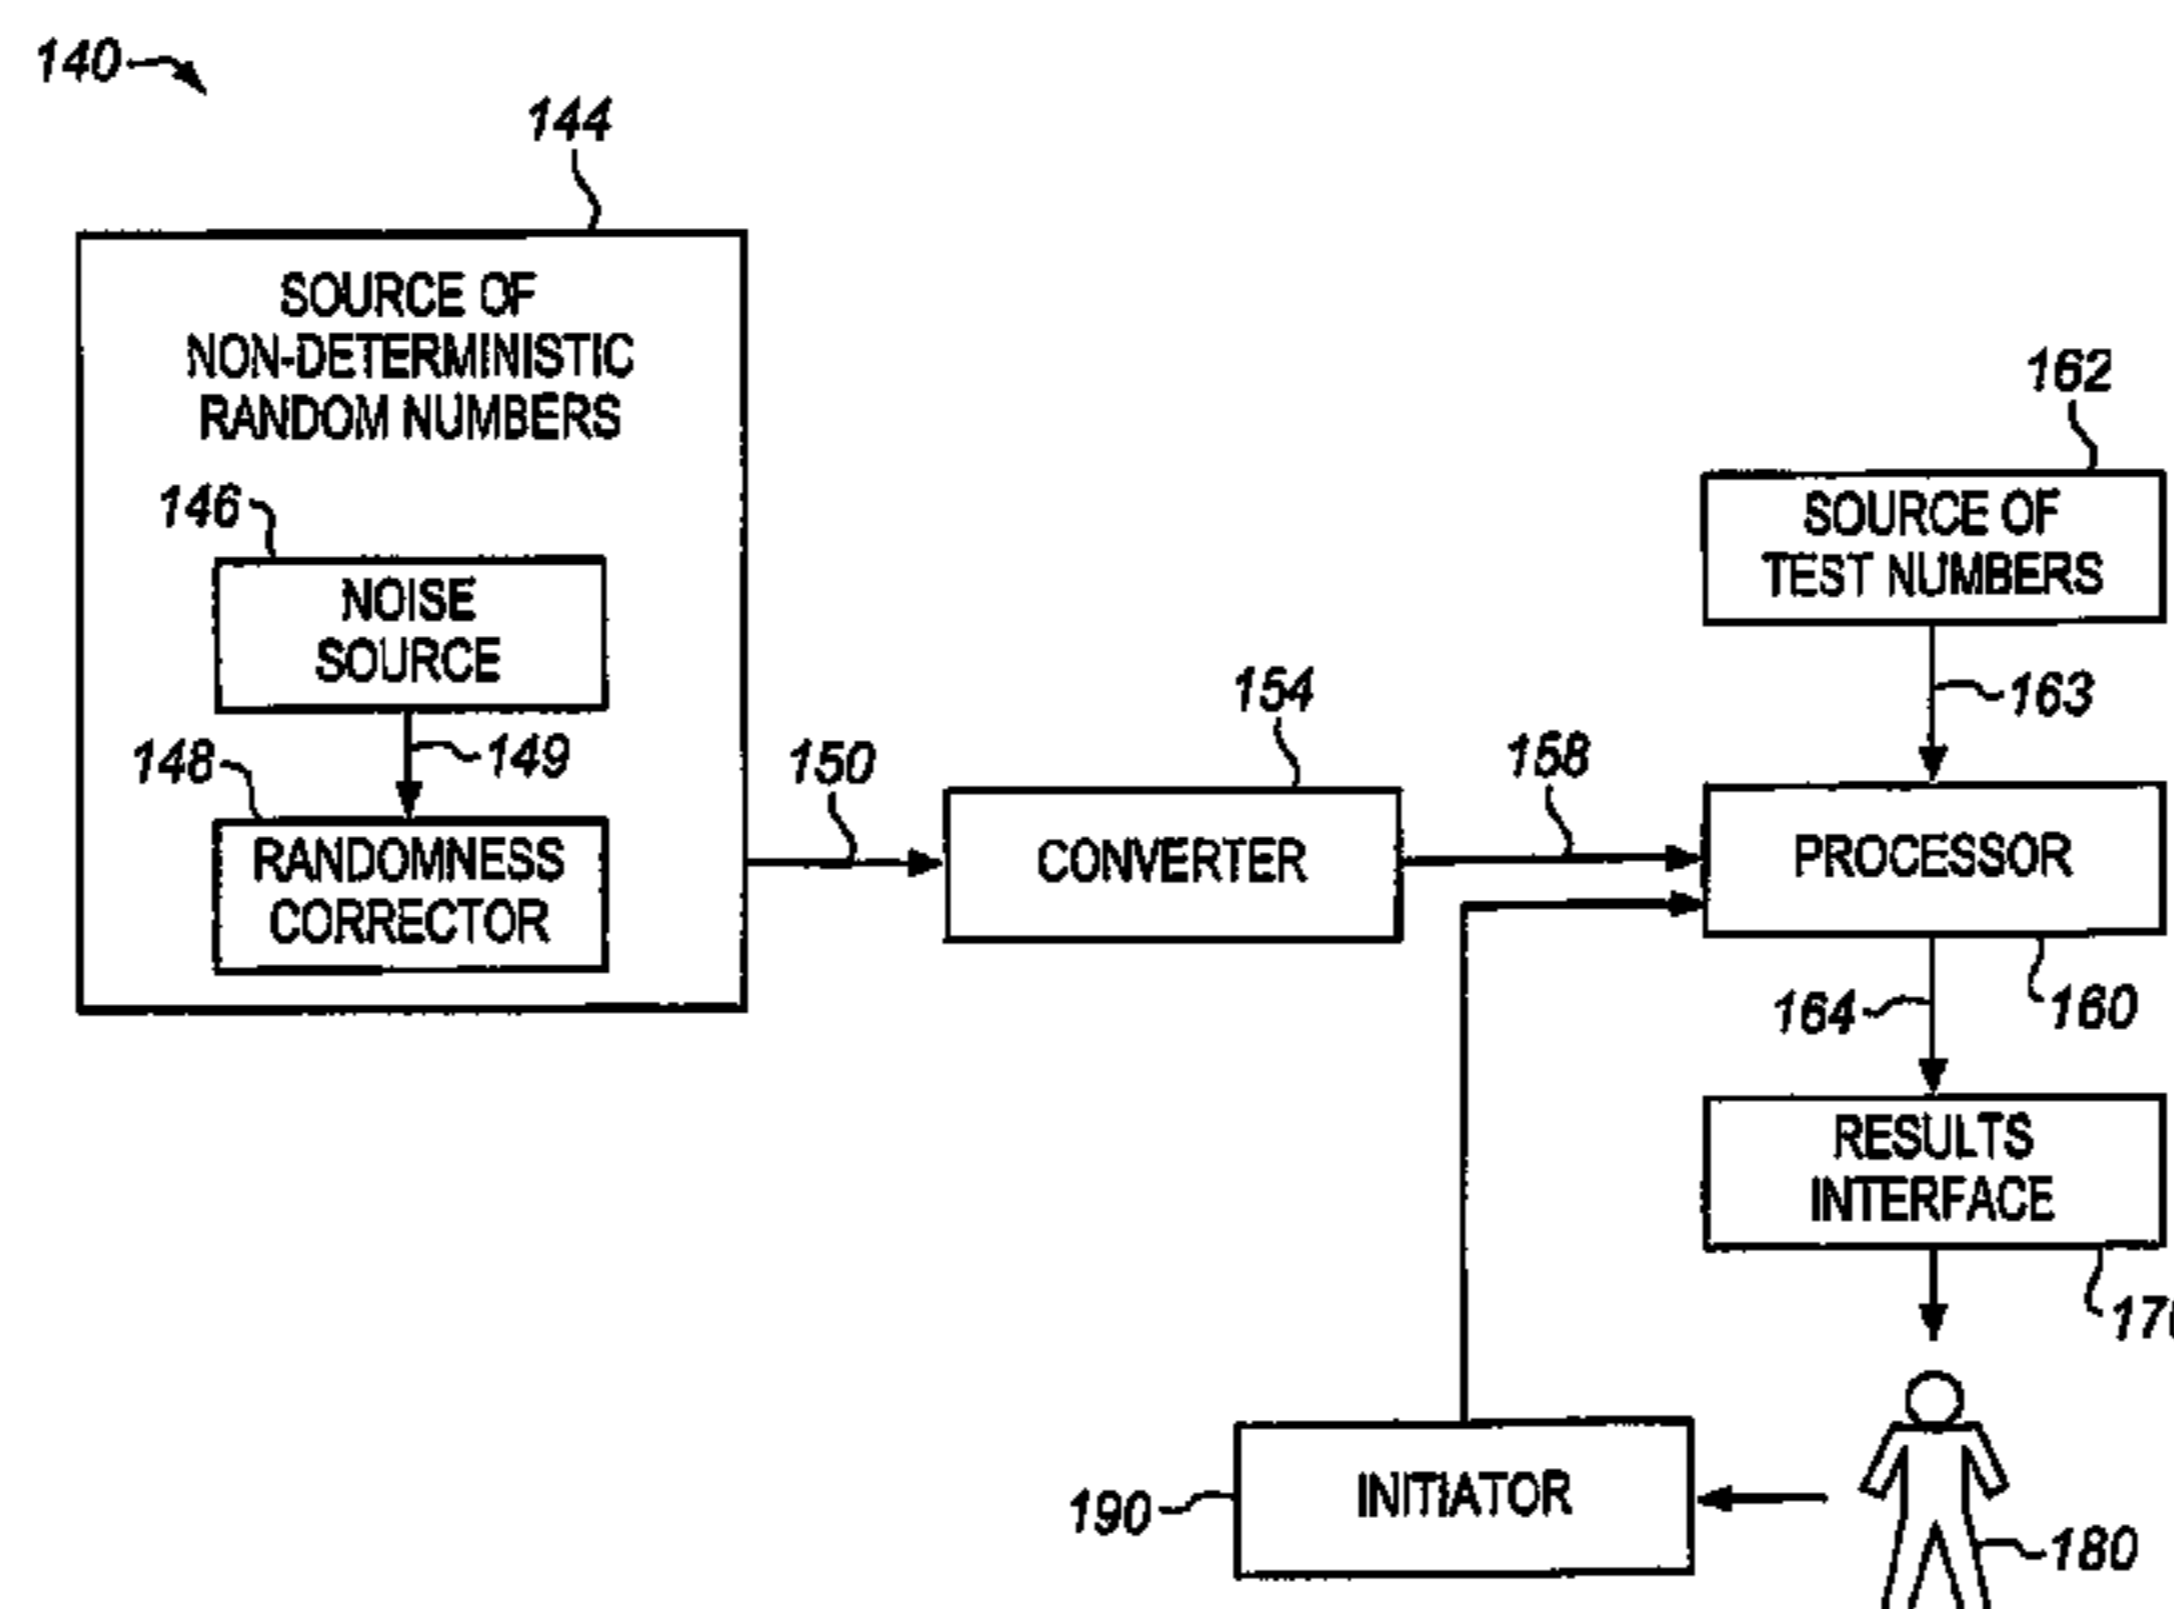 140
144
SOURCE OF
NON-DETERMINISTIC
RANDOM NUMBERS
146
NOISE
SOURCE
148
149
RANDOMNESS
CORRECTOR
150
154
CONVERTER
158
162
SOURCE OF
TEST NUMBERS
163
PROCESSOR
164
160
RESULTS
INTERFACE
190
INITIATOR
180